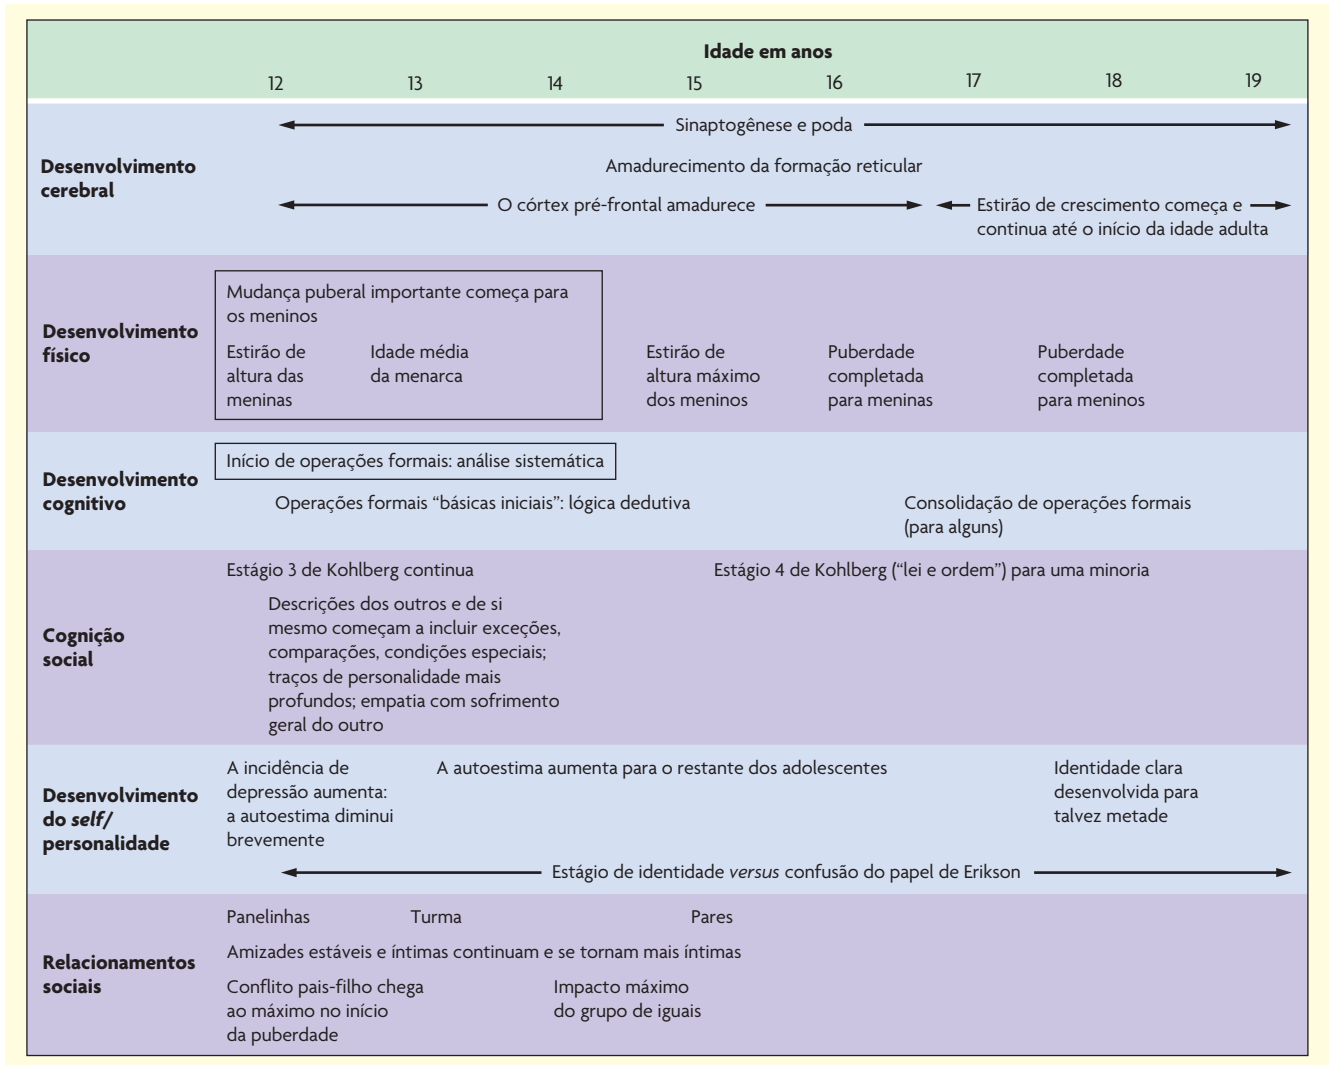 Idade em anos
12 13 14 15 16 17 18 19
Desenvolvimento
cerebral
Sinaptogênese e poda
Amadurecimento da formação reticular
O córtex pré-frontal amadurece
Estirão de crescimento começa e
continua até o início da idade adulta
Desenvolvimento
físico
Mudança puberal importante começa para
os meninos
Estirão de
altura das
meninas
Idade média
da menarca
Estirão de
altura máximo
dos meninos
Puberdade
completada
para meninas
Puberdade
completada
para meninos
Desenvolvimento
cognitivo
Início de operações formais: análise sistemática
Operações formais “básicas iniciais”: lógica dedutiva
Consolidação de operações formais
(para alguns)
Cognição
social
Estágio 3 de Kohlberg continua
Estágio 4 de Kohlberg (“lei e ordem”) para uma minoria
Descrições dos outros e de si
mesmo começam a incluir exceções,
comparações, condições especiais;
traços de personalidade mais
profundos; empatia com sofrimento
geral do outro
Desenvolvimento
do self/
personalidade
A incidência de
depressão aumenta:
a autoestima diminui
brevemente
A autoestima aumenta para o restante dos adolescentes
Identidade clara
desenvolvida para
talvez metade
Estágio de identidade versus confusão do papel de Erikson
Relacionamentos
sociais
Panelinhas
Turma
Pares
Amizades estáveis e íntimas continuam e se tornam mais íntimas
Conflito pais-filho chega
ao máximo no início
da puberdade
Impacto máximo
do grupo de iguais